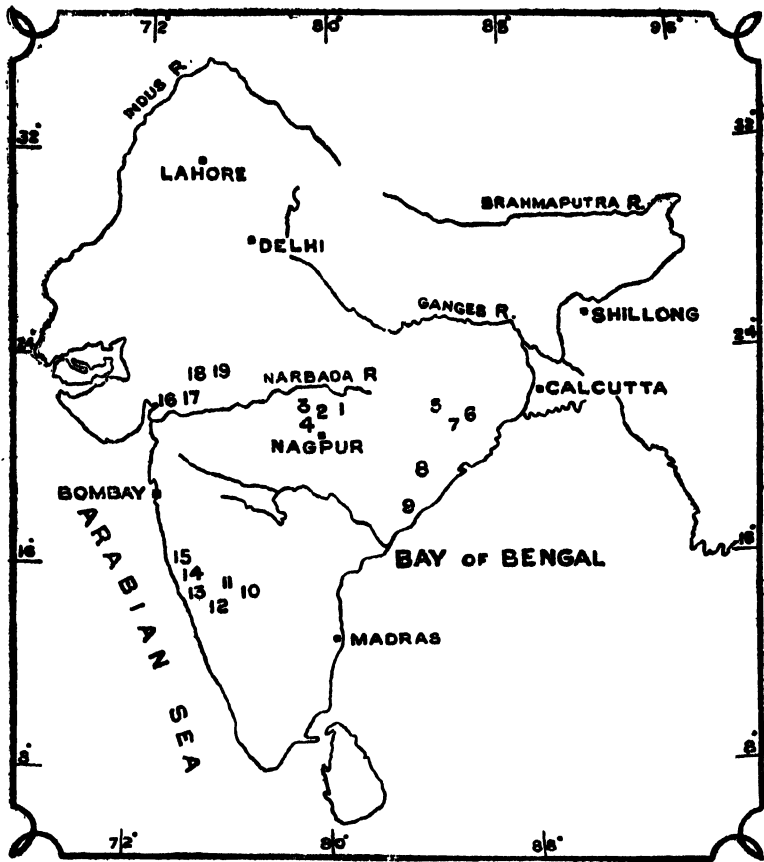 72° 80° 88° 96°
INDUS R.
32° 32°
LAHORE
BRAHMAPUTRA R.
DELHI
GANGES R.
SHILLONG
24° 24°
18 19
NARBADA R
CALCUTTA
16 17
3 2 1
5 6
4 7
NAGPUR
8
BOMBAY
9
ARABIAN SEA
BAY OF BENGAL
16° 16°
15
14 11
13 10
12
MADRAS
8° 8°
72° 80° 88°